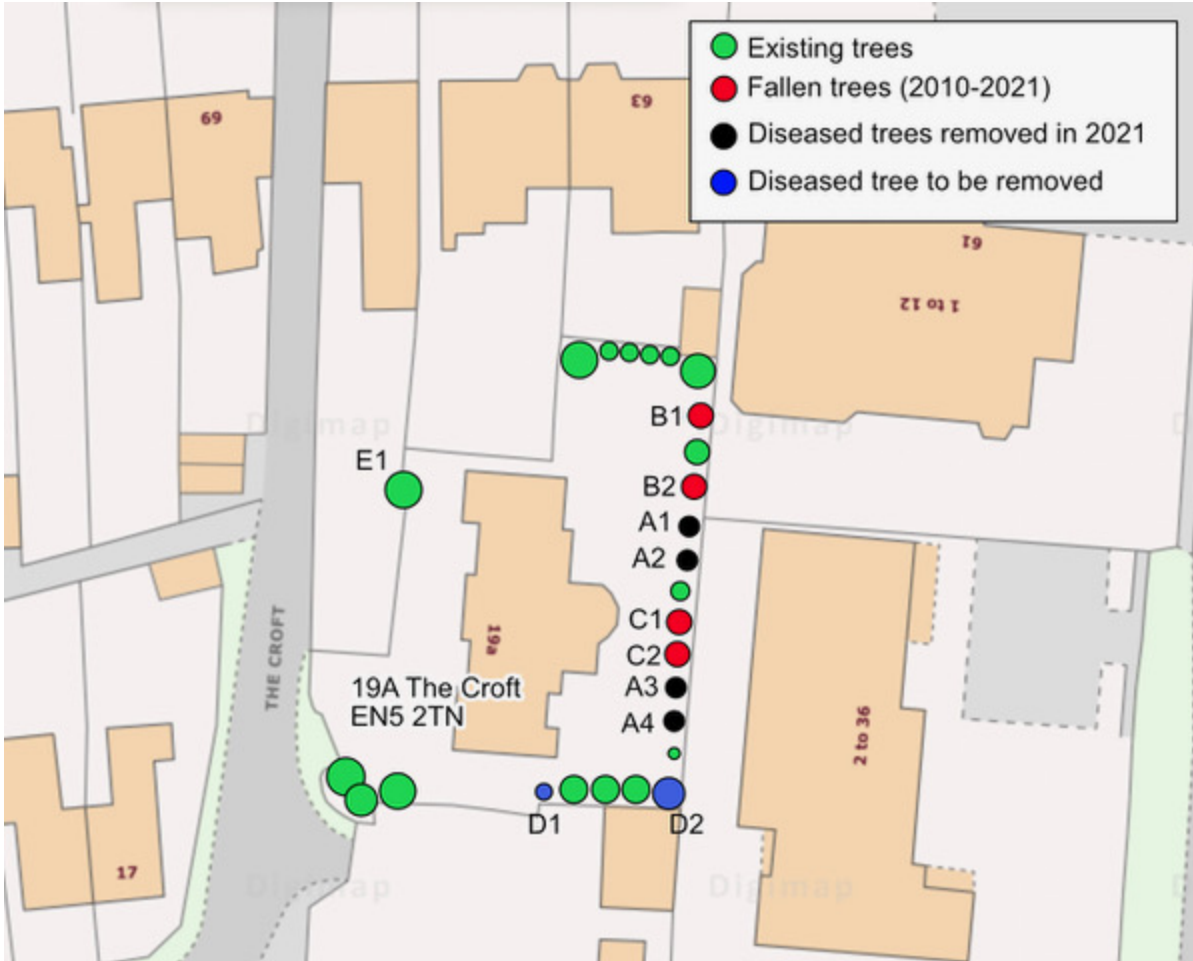 Existing trees
Fallen trees (2010-2021)
Diseased trees removed in 2021
Diseased tree to be removed
69
63
61
1 to 12
Digimap
Digimap
D
B1
E1
B2
A1
A2
C1
C2
A3
A4
19a
THE CROFT
19A The Croft
EN5 2TN
2 to 36
D1
D2
17
Digimap
Digimap
D